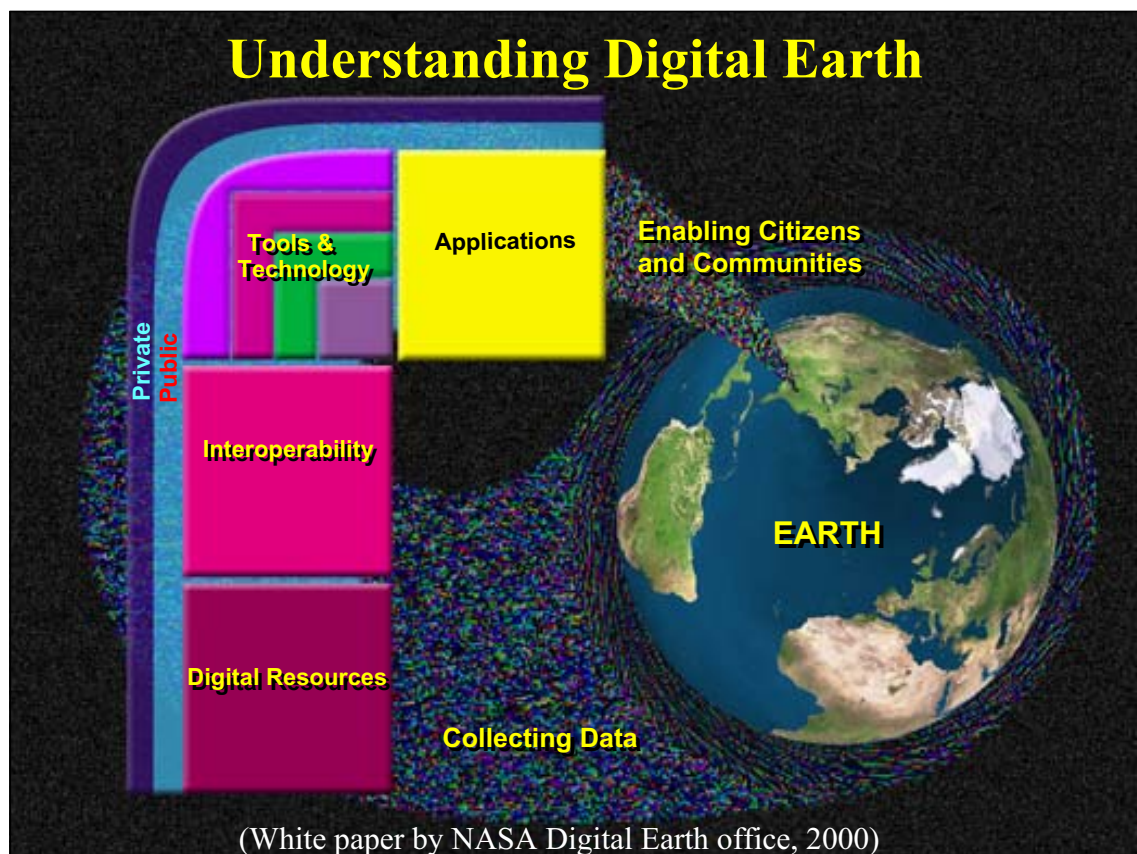 Understanding Digital Earth
Tools &
Technology
Applications
Enabling Citizens
and Communities
Private
Public
Interoperability
EARTH
Digital Resources
Collecting Data
(White paper by NASA Digital Earth office, 2000)